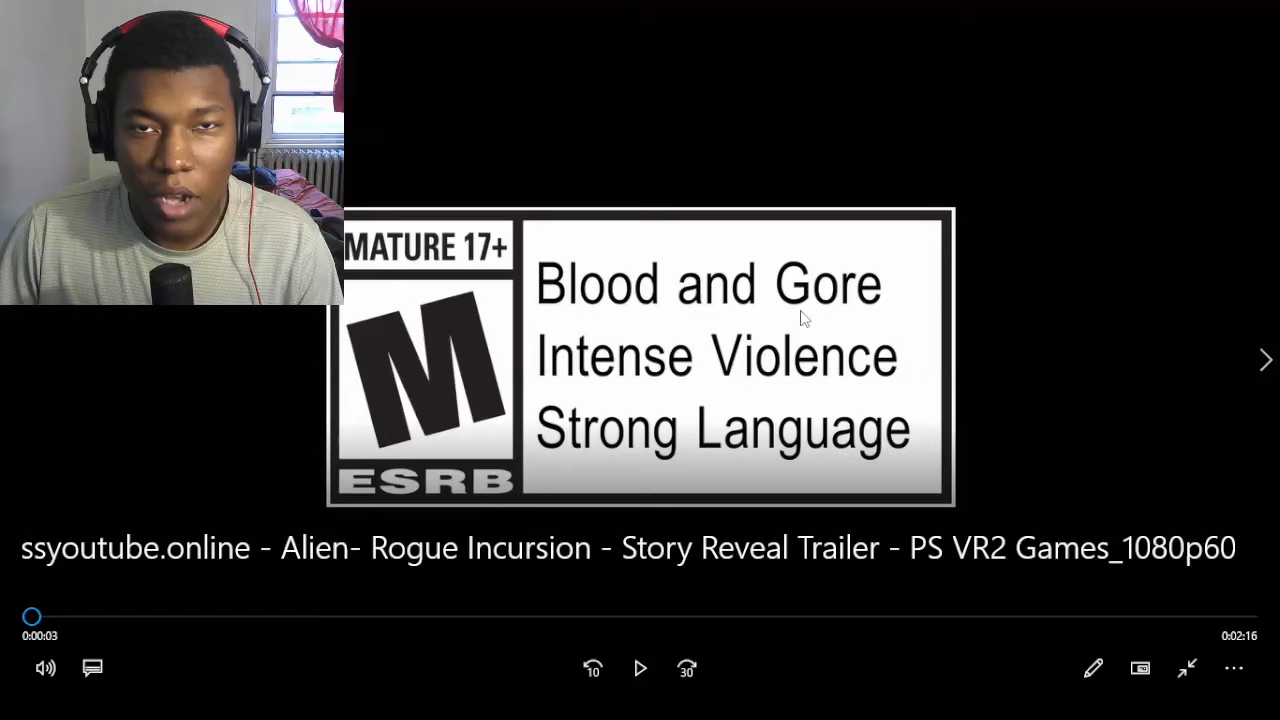 MATURE 17+
M
ESRB
Blood and Gore
Intense Violence
Strong Language
ssyoutube.online - Alien- Rogue Incursion - Story Reveal Trailer - PS VR2 Games_1080p60
0:00:03
0:02:16
10
30